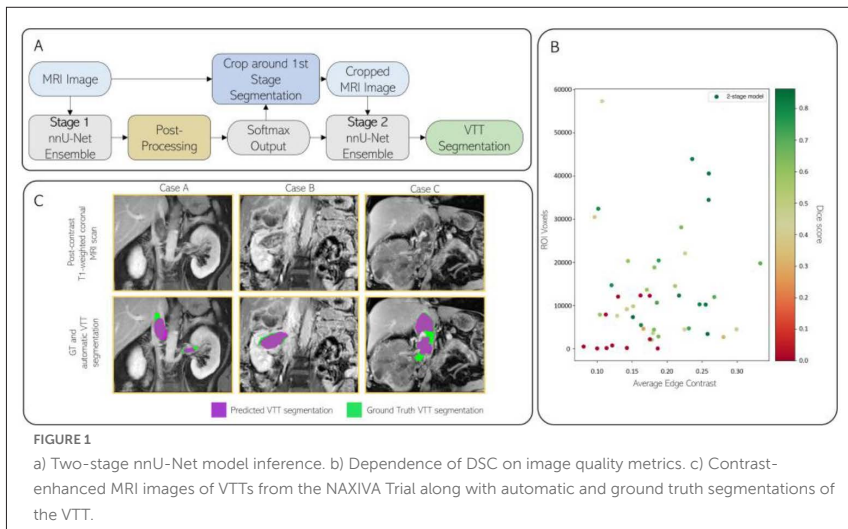 A
MRI Image
Crop around 1st
Stage
Segmentation
Cropped
MRI Image
Stage 1
nnU-Net
Ensemble
Post-
Processing
Softmax
Output
Stage 2
nnU-Net
Ensemble
VTT
Segmentation
B
60000
50000
40000
30000
20000
10000
0
ROI Voxels
0.10
0.15
0.20
0.25
0.30
Average Edge Contrast
2-stage model
0.8
0.7
0.6
0.5
0.4
0.3
0.2
0.1
0.0
Dice score
C
Case A
Case B
Case C
Post-contrast
T1-weighted coronal
MRI scan
GT and
automatic VTT
segmentation
Predicted VTT segmentation
Ground Truth VTT segmentation
FIGURE 1
a) Two-stage nnU-Net model inference. b) Dependence of DSC on image quality metrics. c) Contrast-
enhanced MRI images of VTTs from the NAXIVA Trial along with automatic and ground truth segmentations of
the VTT.